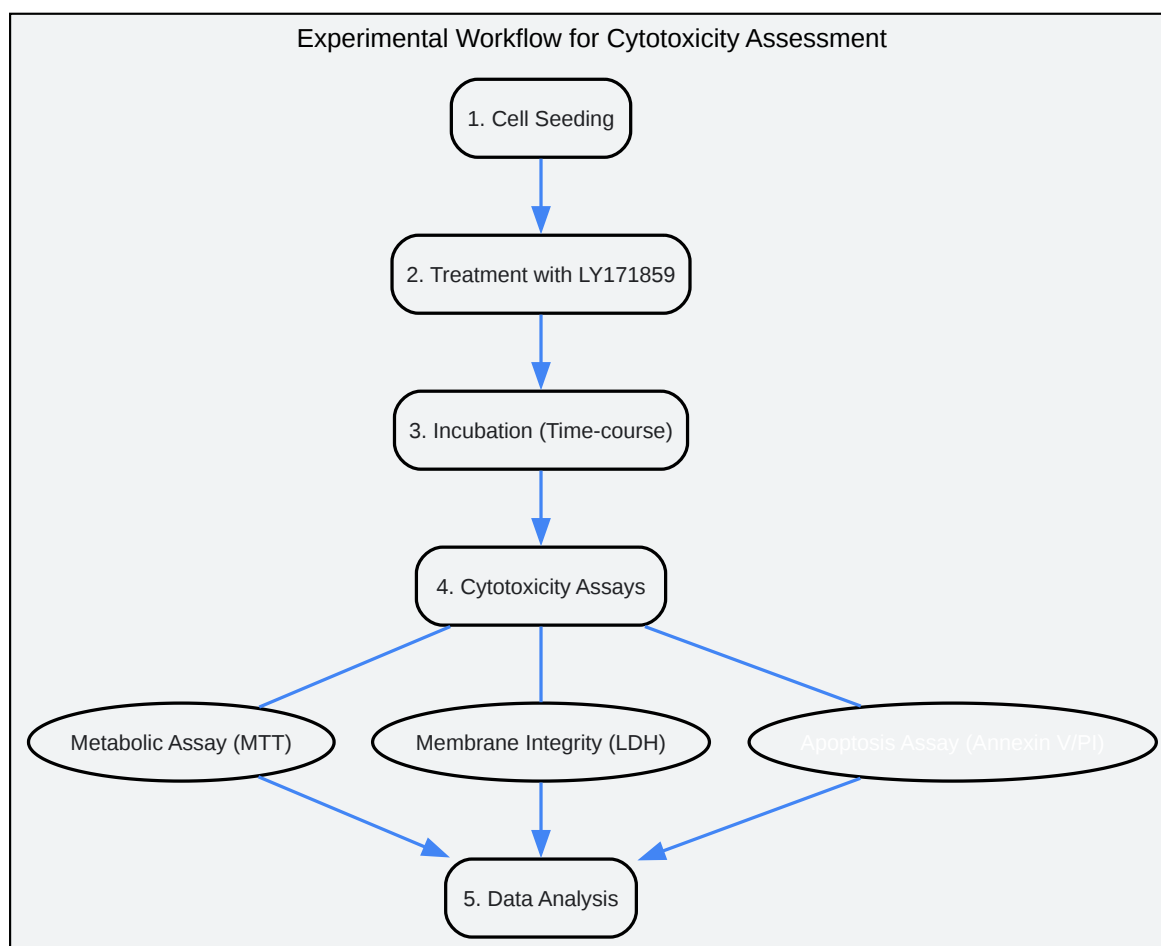 Experimental Workflow for Cytotoxicity Assessment
1. Cell Seeding
2. Treatment with LY171859
3. Incubation (Time-course)
4. Cytotoxicity Assays
Metabolic Assay (MTT)
Membrane Integrity (LDH)
Apoptosis Assay (Annexin V/PI)
5. Data Analysis